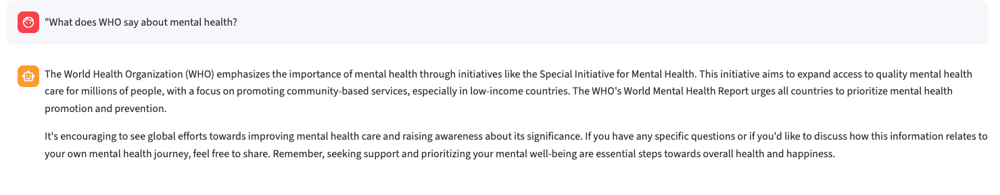 "What does WHO say about mental health?
The World Health Organization (WHO) emphasizes the importance of mental health through initiatives like the Special Initiative for Mental Health. This initiative aims to expand access to quality mental health
care for millions of people, with a focus on promoting community-based services, especially in low-income countries. The WHO's World Mental Health Report urges all countries to prioritize mental health
promotion and prevention.
It's encouraging to see global efforts towards improving mental health care and raising awareness about its significance. If you have any specific questions or if you'd like to discuss how this information relates to
your own mental health journey, feel free to share. Remember, seeking support and prioritizing your mental well-being are essential steps towards overall health and happiness.